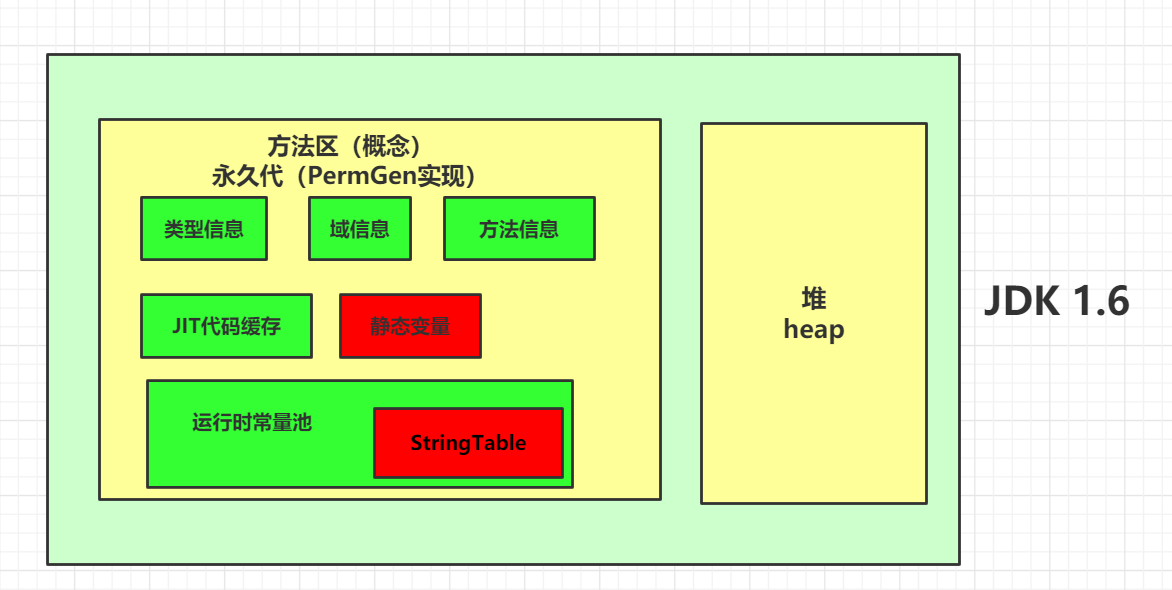 方法区（概念）
永久代（PermGen实现）
类型信息
域信息
方法信息
JIT代码缓存
静态变量
运行时常量池
StringTable
堆
heap
JDK 1.6